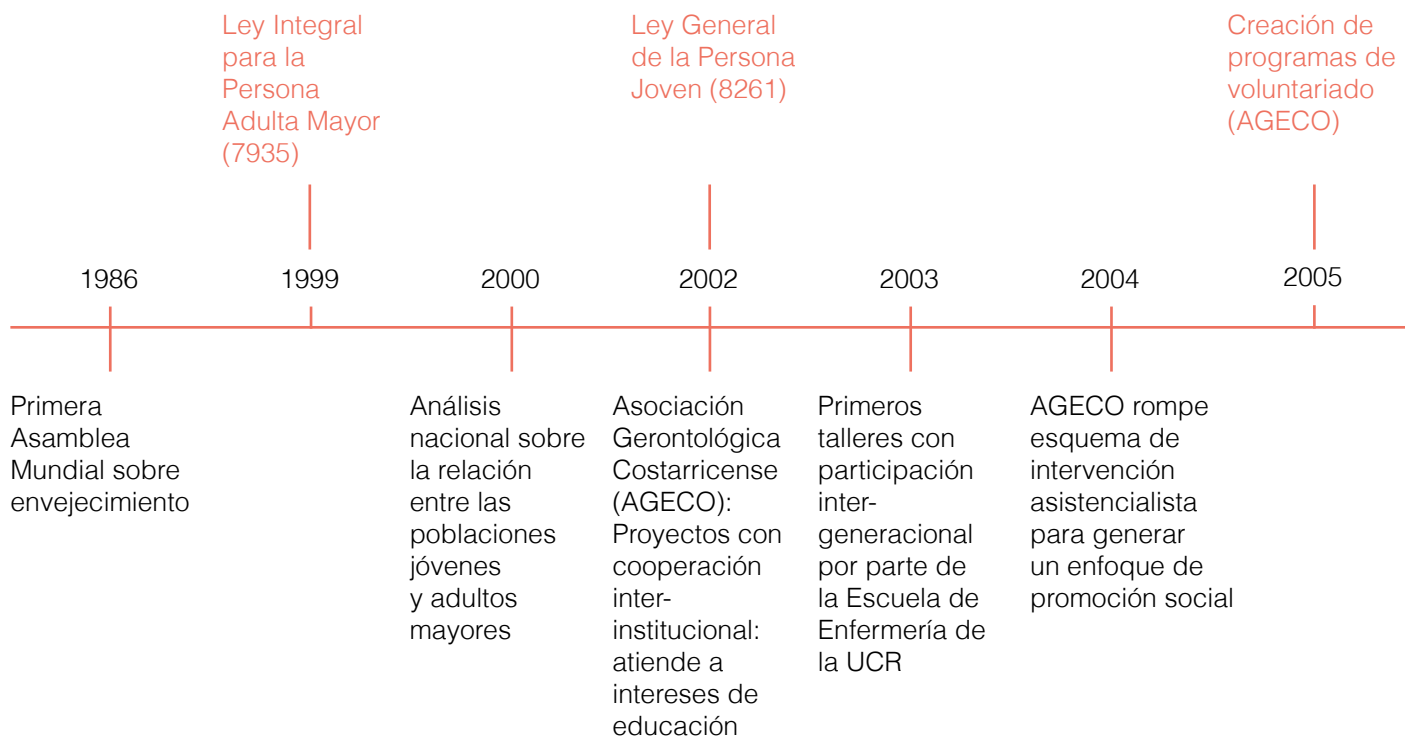 Ley Integral
para la
Persona
Adulta Mayor
(7935)
Ley General
de la Persona
Joven (8261)
Creación de
programas de
voluntariado
(AGECO)
1986
1999
2000
2002
2003
2004
2005
Primera
Asamblea
Mundial sobre
envejecimiento
Análisis
nacional sobre
la relación
entre las
poblaciones
jóvenes
y adultos
mayores
Asociación
Gerontológica
Costarricense
(AGECO):
Proyectos con
cooperación
inter-
institucional:
atiende a
intereses de
educación
Primeros
talleres con
participación
inter-
generacional
por parte de
la Escuela de
Enfermería de
la UCR
AGECO rompe
esquema de
intervención
asistencialista
para generar
un enfoque de
promoción social